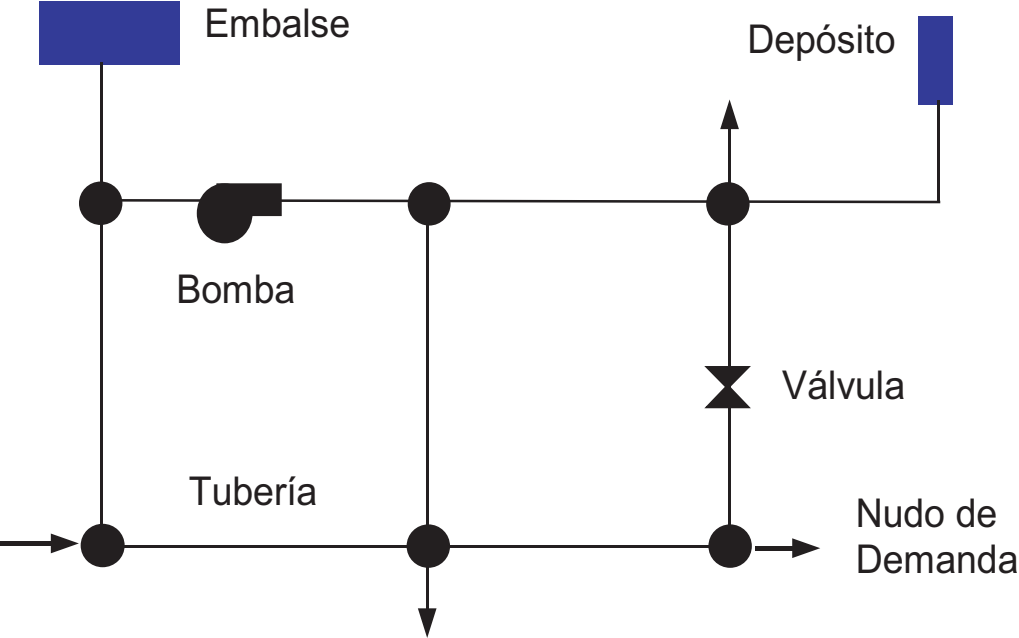 Embalse
Depósito
Bomba
Válvula
Tubería
Nudo de
Demanda